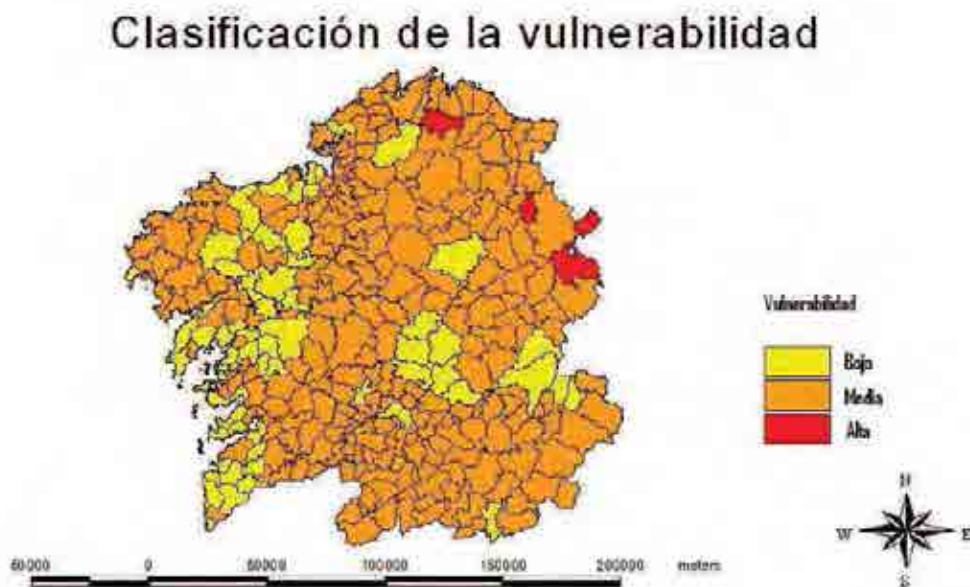 Clasificación de la vulnerabilidad
Vulnerabilidad
Baja
Media
Alta
N
W E
S
50000 0 50000 100000 150000 200000 meters